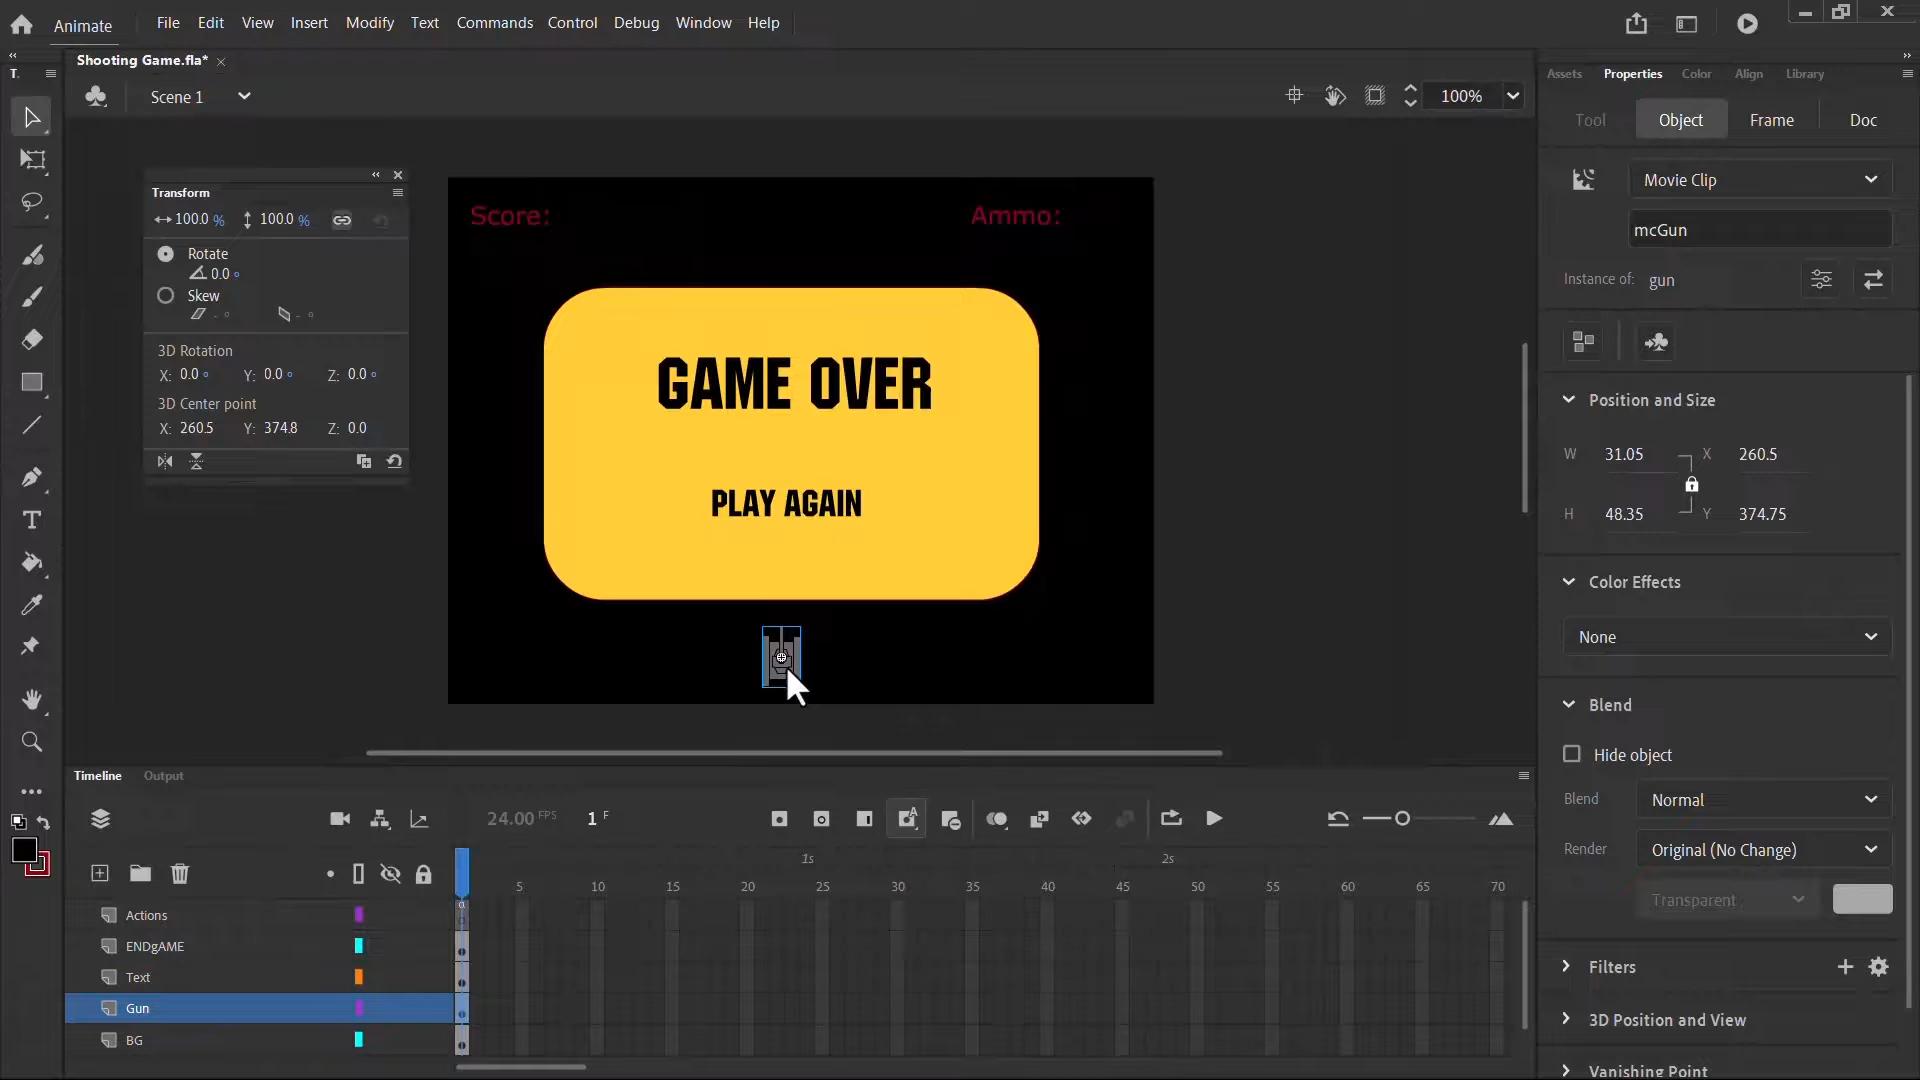 Animate File Edit View Insert Modify Text Commands Control Debug Window Help
T. Shooting Game.fla*
Scene 1 100%
Assets Properties Color Align Library
Tool Object Frame Doc
Movie Clip
mcGun
Instance of: gun
Position and Size
W 31.05 X 260.5
H 48.35 Y 374.75
Color Effects
None
Blend
Hide object
Blend Normal
Render Original (No Change)
Transparent
Filters
3D Position and View
Vanishing Point
Transform
100.0 % 100.0 %
Rotate
0.0 °
Skew
- ° - °
3D Rotation
X: 0.0 ° Y: 0.0 ° Z: 0.0 °
3D Center point
X: 260.5 Y: 374.8 Z: 0.0
Score: Ammo:
GAME OVER
PLAY AGAIN
Timeline Output
24.00 FPS 1 F
1s 2s
5 10 15 20 25 30 35 40 45 50 55 60 65 70
Actions
ENDgAME
Text
Gun
BG